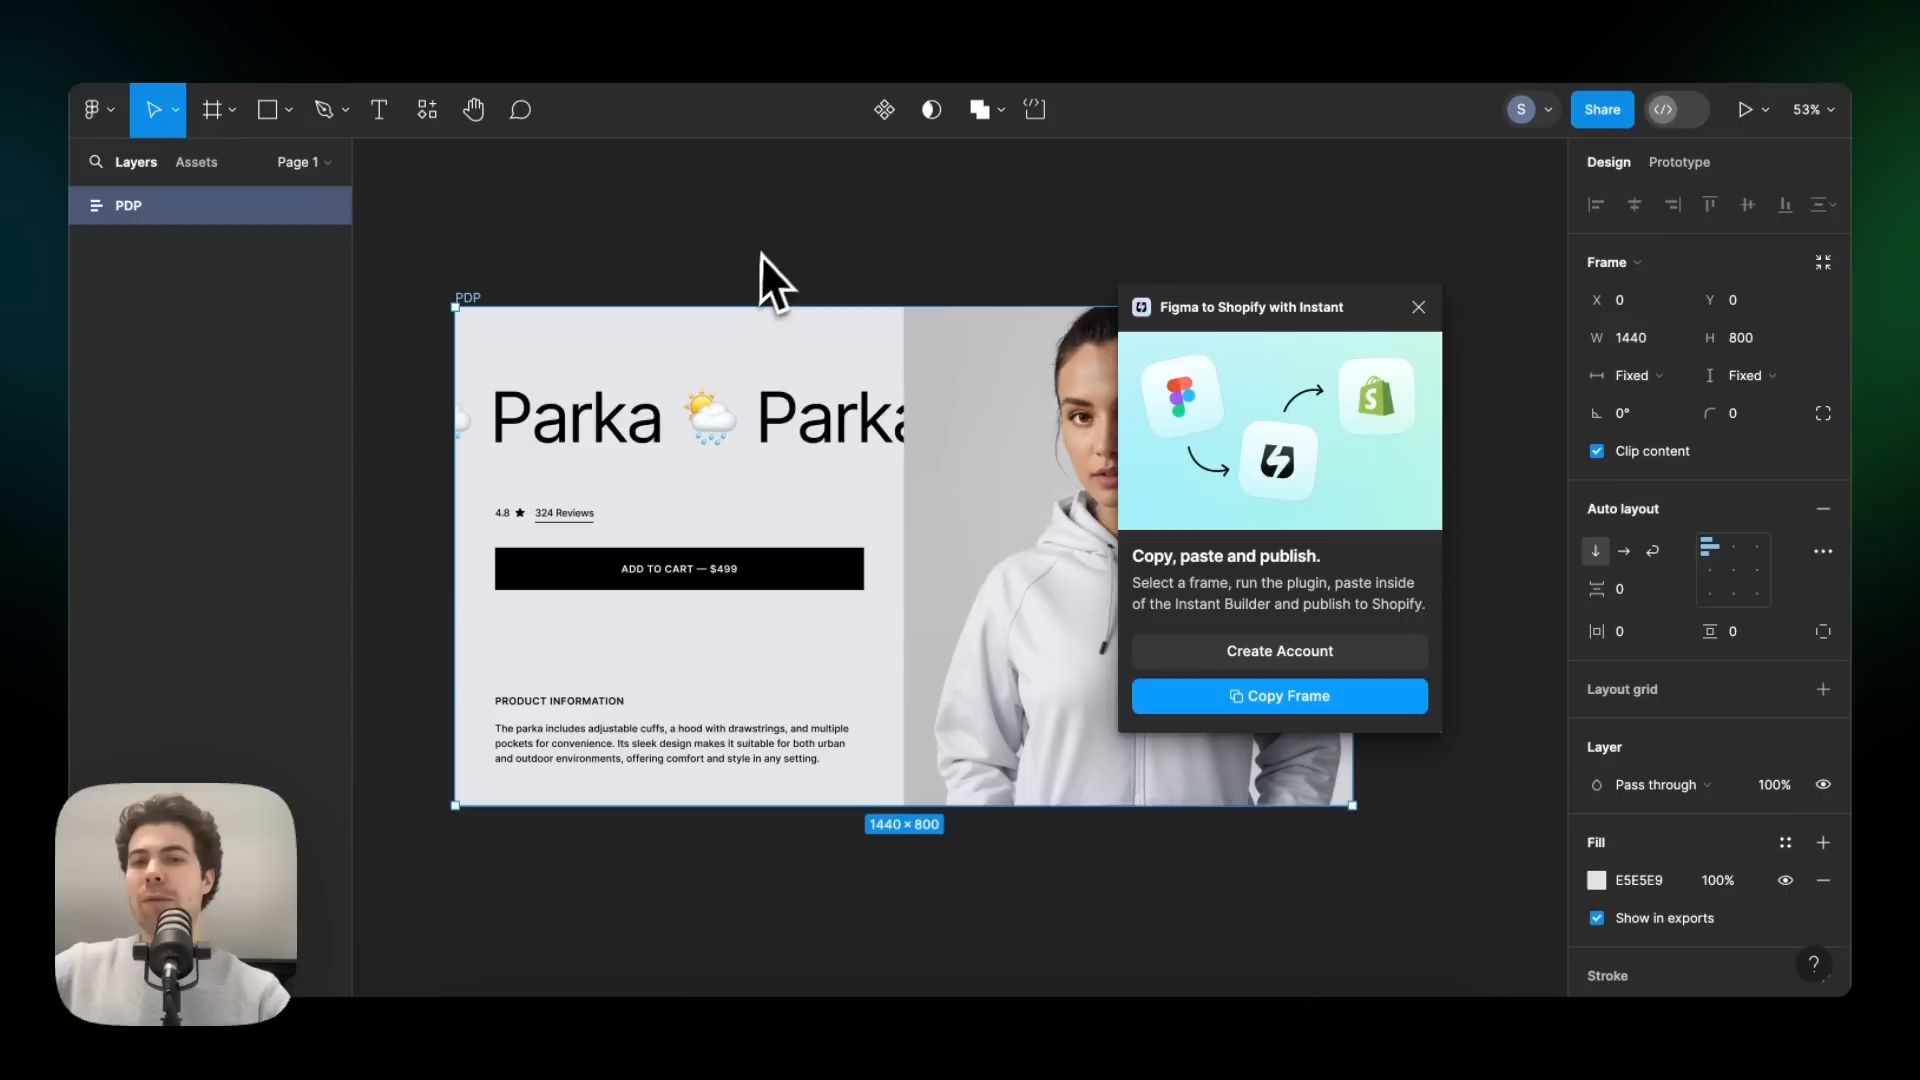 S
Share
53%
Layers
Assets
Page 1
PDP
PDP
Parka 🌦️ Parka
4.8 ★ 324 Reviews
ADD TO CART — $499
PRODUCT INFORMATION
The parka includes adjustable cuffs, a hood with drawstrings, and multiple
pockets for convenience. Its sleek design makes it suitable for both urban
and outdoor environments, offering comfort and style in any setting.
1440 × 800
Figma to Shopify with Instant
Copy, paste and publish.
Select a frame, run the plugin, paste inside
of the Instant Builder and publish to Shopify.
Create Account
Copy Frame
Design
Prototype
Frame
X 0
Y 0
W 1440
H 800
Fixed
Fixed
0°
0
Clip content
Auto layout
0
0
0
Layout grid
Layer
Pass through
100%
Fill
E5E5E9
100%
Show in exports
Stroke
?